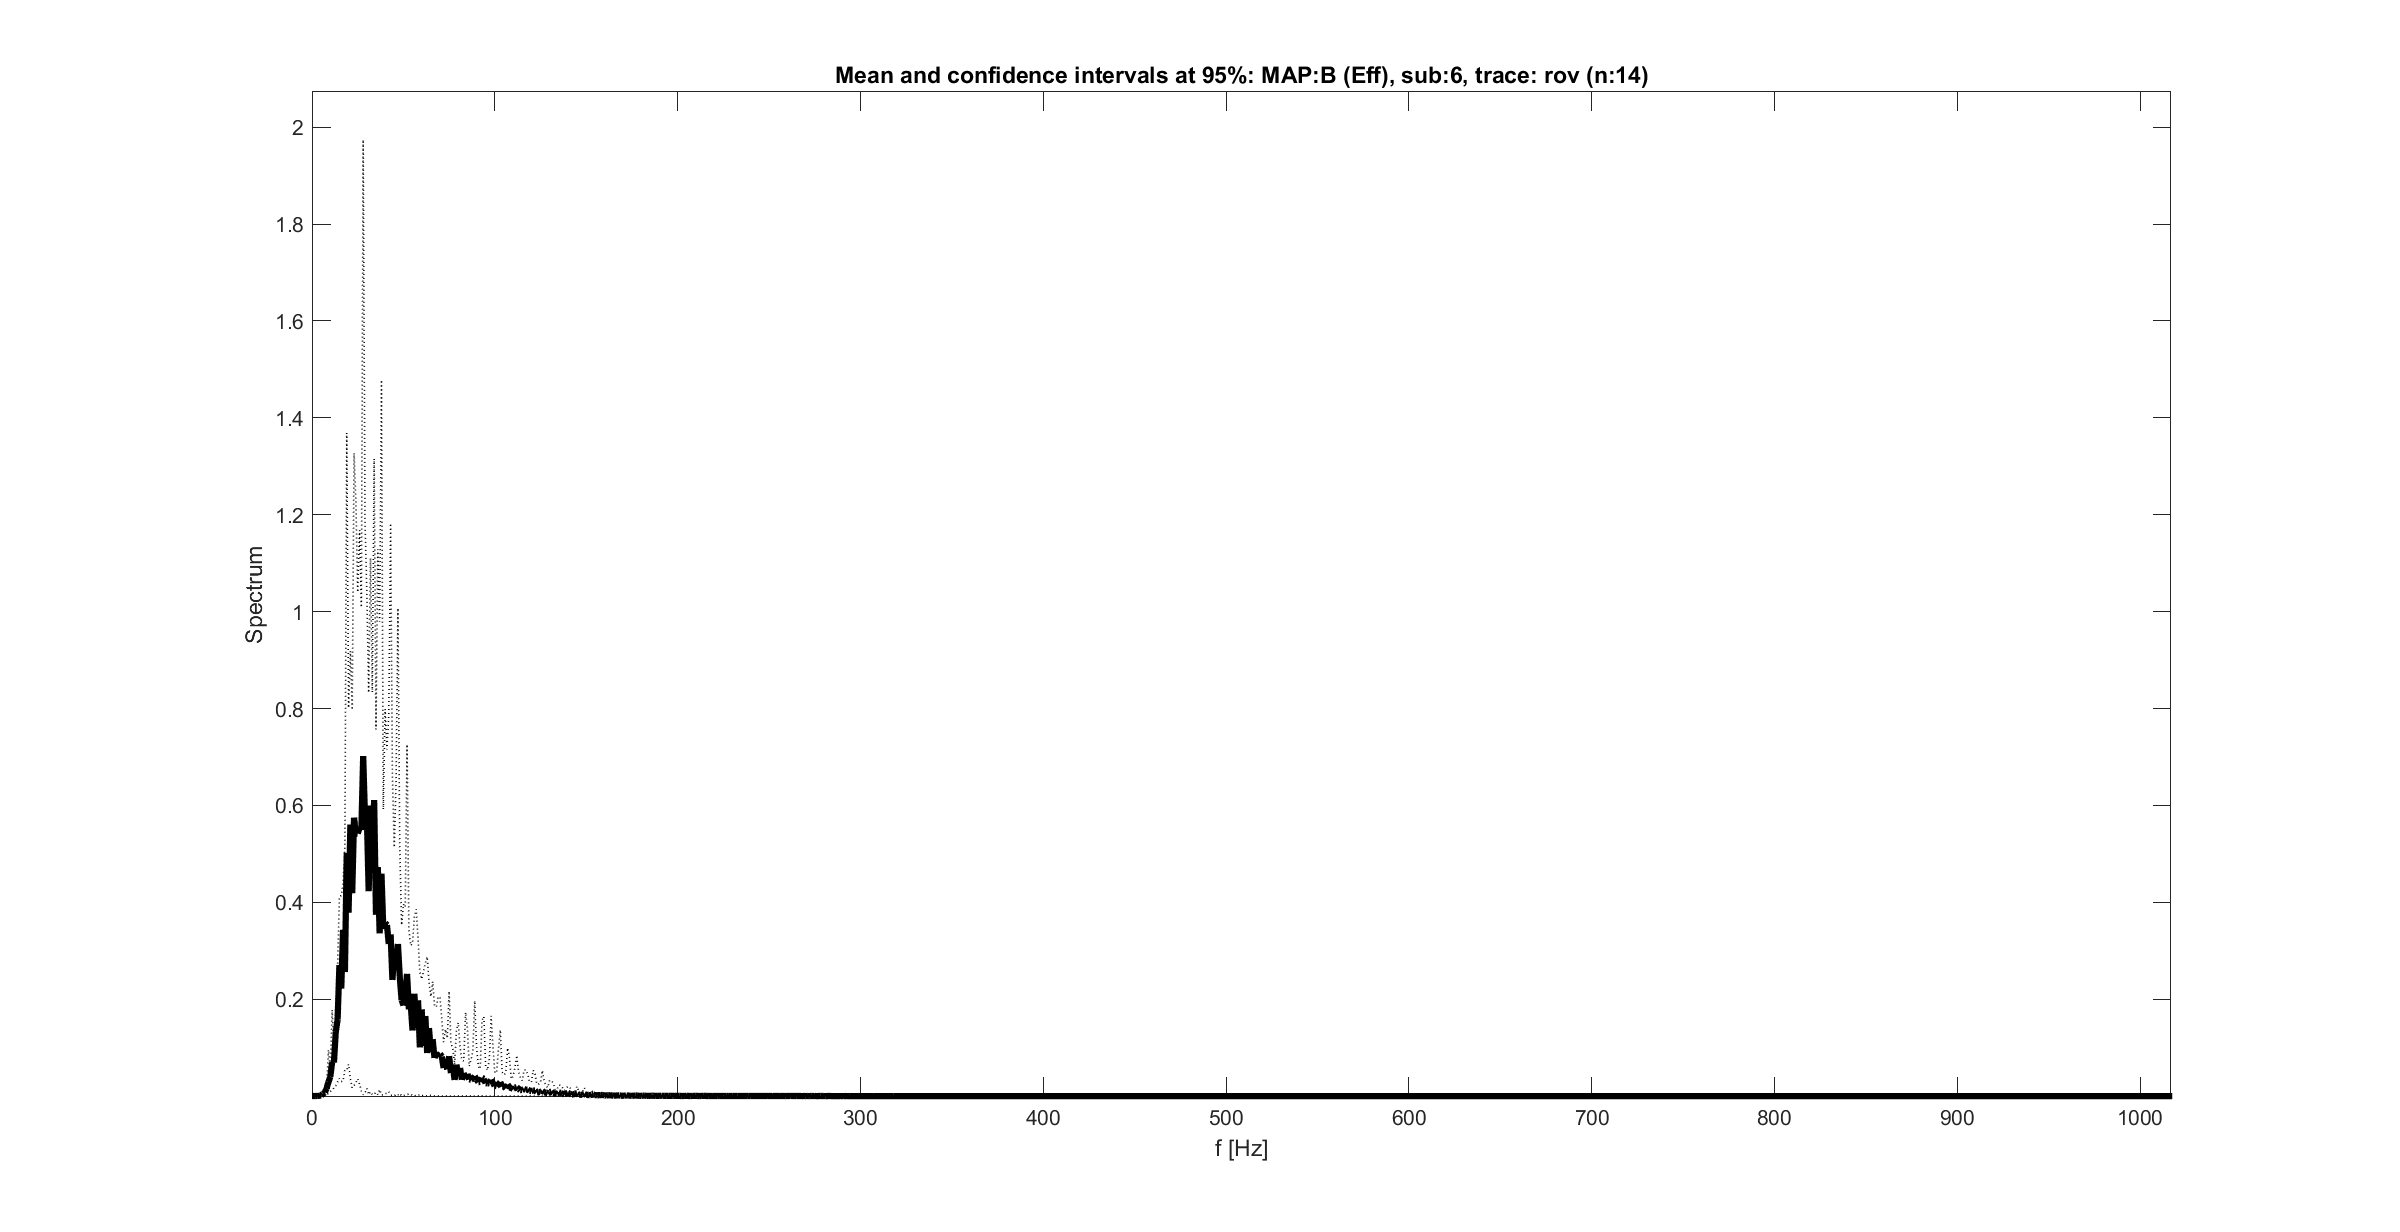 Mean and confidence intervals at 95%: MAP:B (Eff), sub:6, trace: rov (n:14)
2
1.8
1.6
1.4
1.2
1
0.8
0.6
0.4
0.2
Spectrum
0 100 200 300 400 500 600 700 800 900 1000
f [Hz]